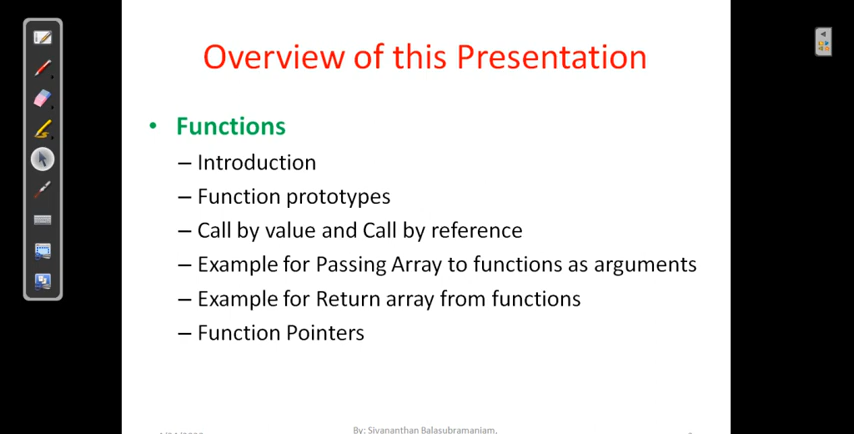 Overview of this Presentation
• Functions
– Introduction
– Function prototypes
– Call by value and Call by reference
– Example for Passing Array to functions as arguments
– Example for Return array from functions
– Function Pointers
By: Sivananthan Balasubramaniam,